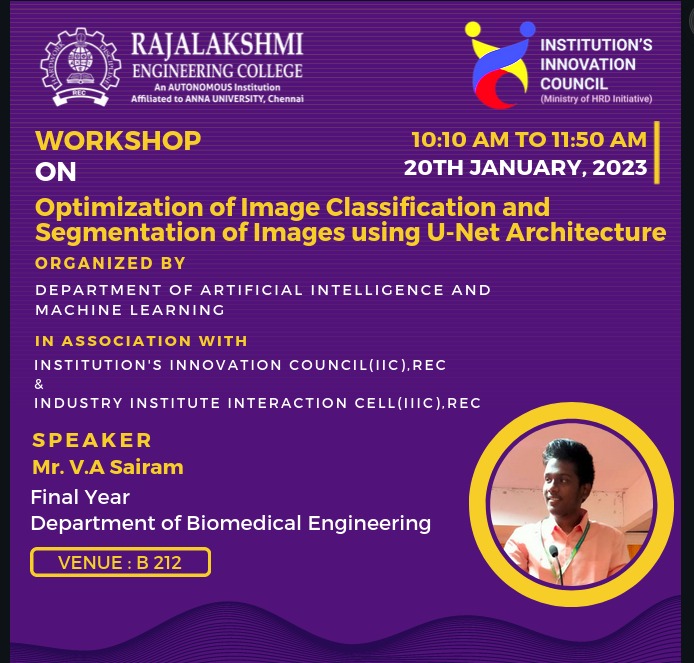 RAJALAKSHMI
ENGINEERING COLLEGE
An AUTONOMOUS Institution
Affiliated to ANNA UNIVERSITY, Chennai
REC
INSTITUTION'S
INNOVATION
COUNCIL
(Ministry of HRD Initiative)
WORKSHOP
ON
10:10 AM TO 11:50 AM
20TH JANUARY, 2023
Optimization of Image Classification and
Segmentation of Images using U-Net Architecture
ORGANIZED BY
DEPARTMENT OF ARTIFICIAL INTELLIGENCE AND
MACHINE LEARNING
IN ASSOCIATION WITH
INSTITUTION'S INNOVATION COUNCIL(IIC),REC
&
INDUSTRY INSTITUTE INTERACTION CELL(IIIC),REC
SPEAKER
Mr. V.A Sairam
Final Year
Department of Biomedical Engineering
VENUE : B 212